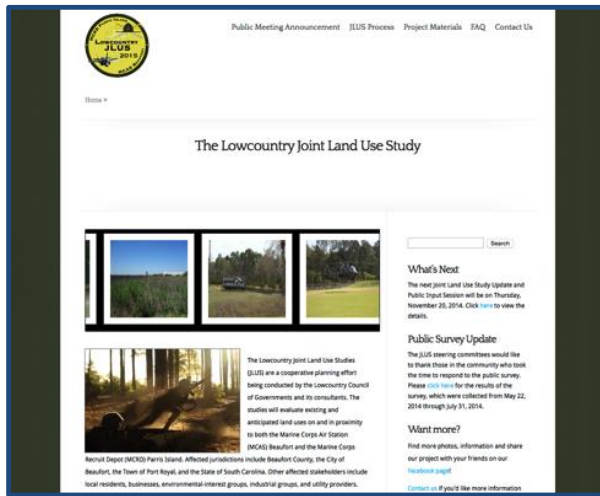 LOWCOUNTRY
JLUS
2015
Public Meeting Announcement JLUS Process Project Materials FAQ Contact Us
Home »
The Lowcountry Joint Land Use Study
Search
What's Next
The next Joint Land Use Study Update and
Public Input Session will be on Thursday,
November 20, 2014. Click here to view the
details.
Public Survey Update
The JLUS steering committees would like
to thank those in the community who took
the time to respond to the public survey.
Please click here for the results of the
survey, which were collected from May 22,
2014 through July 31, 2014.
Want more?
Find more photos, information and share
our project with your friends on our
Facebook page!
Contact us if you'd like more information
The Lowcountry Joint Land Use Studies
(JLUS) are a cooperative planning effort
being conducted by the Lowcountry Council
of Governments and its consultants. The
studies will evaluate existing and
anticipated land uses on and in proximity
to both the Marine Corps Air Station
(MCAS) Beaufort and the Marine Corps
Recruit Depot (MCRD) Parris Island. Affected jurisdictions include Beaufort County, the City of
Beaufort, the Town of Port Royal, and the State of South Carolina. Other affected stakeholders include
local residents, businesses, environmental-interest groups, industrial groups, and utility providers.